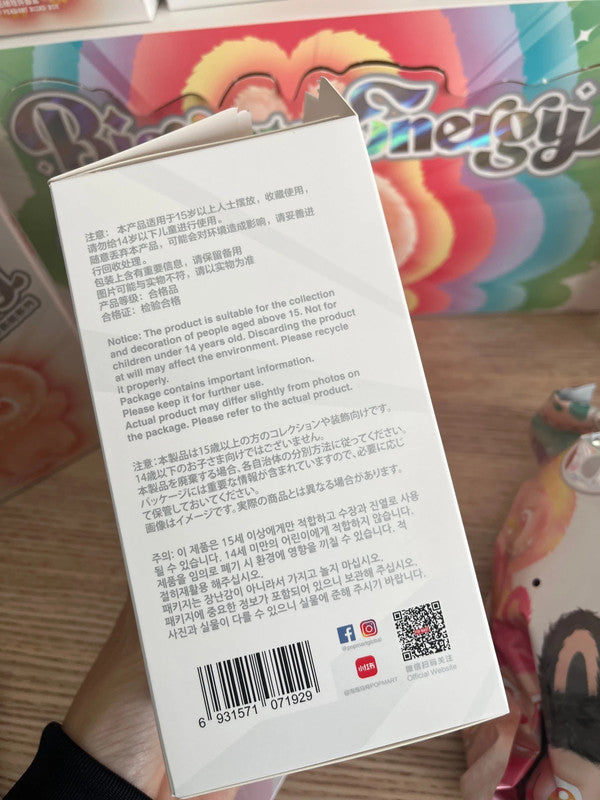 Big Energy
注意： 本产品适用于15岁以上人士摆放，收藏使用，
请勿给14岁以下儿童进行使用。
随意丢弃本产品，可能会对环境造成影响，请妥善进
行回收处理。
包装上含有重要信息，请保留备用
图片可能与实物不符，请以实物为准
产品等级：合格品
合格证：检验合格
Notice: The product is suitable for the collection
and decoration of people aged above 15. Not for
children under 14 years old. Discarding the product
at will may affect the environment. Please recycle
it properly.
Package contains important information.
Please keep it for further use.
Actual product may differ slightly from photos on
the package. Please refer to the actual product.
注意:本製品は15歳以上の方のコレクションや装飾向けです。
14歳以下のお子さま向けではございません。
本製品を廃棄する場合、各自治体の分別方法に従ってください。
パッケージには重要な情報が含まれていますので、必要に応じ
て保管しておいてください。
画像はイメージです。実際の商品とは異なる場合があります。
주의: 이 제품은 15세 이상에게만 적합하고 수장과 진열로 사용
될 수 있습니다. 14세 미만의 어린이에게 적합하지 않습니다.
제품을 임의로 폐기 시 환경에 영향을 끼칠 수 있습니다. 적
절히재활용 해주십시오.
패키지는 장난감이 아니라서 가지고 놀지 마십시오.
패키지에 중요한 정보가 포함되어 있으니 보관해 주십시오.
사진과 실물이 다를 수 있으니 실물에 준해 주시기 바랍니다.
@popmartglobal
小红书
POPMART
微信扫码关注
Official Website
6 931571 071929